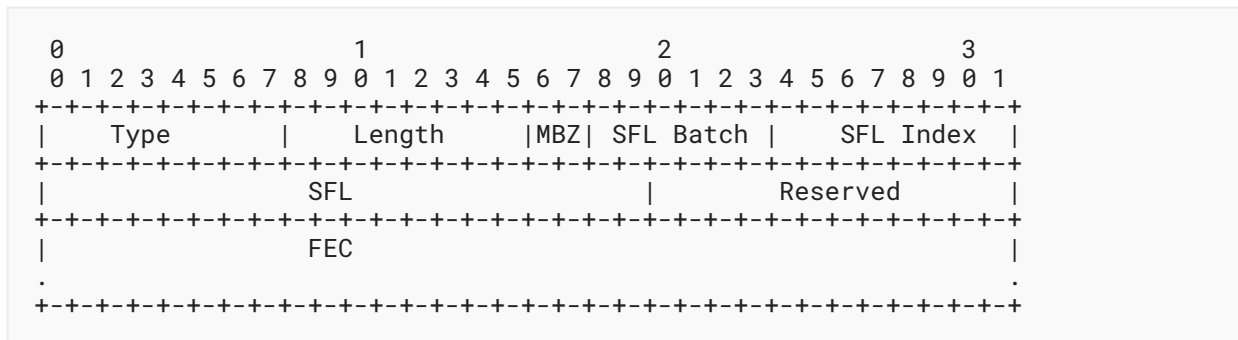 0                   1                   2                   3
 0 1 2 3 4 5 6 7 8 9 0 1 2 3 4 5 6 7 8 9 0 1 2 3 4 5 6 7 8 9 0 1
+-+-+-+-+-+-+-+-+-+-+-+-+-+-+-+-+-+-+-+-+-+-+-+-+-+-+-+-+-+-+-+-+
|    Type       |    Length     |MBZ| SFL Batch |    SFL Index  |
+-+-+-+-+-+-+-+-+-+-+-+-+-+-+-+-+-+-+-+-+-+-+-+-+-+-+-+-+-+-+-+-+
|                 SFL                   |        Reserved       |
+-+-+-+-+-+-+-+-+-+-+-+-+-+-+-+-+-+-+-+-+-+-+-+-+-+-+-+-+-+-+-+-+
|                 FEC                                           |
.                                                               .
+-+-+-+-+-+-+-+-+-+-+-+-+-+-+-+-+-+-+-+-+-+-+-+-+-+-+-+-+-+-+-+-+